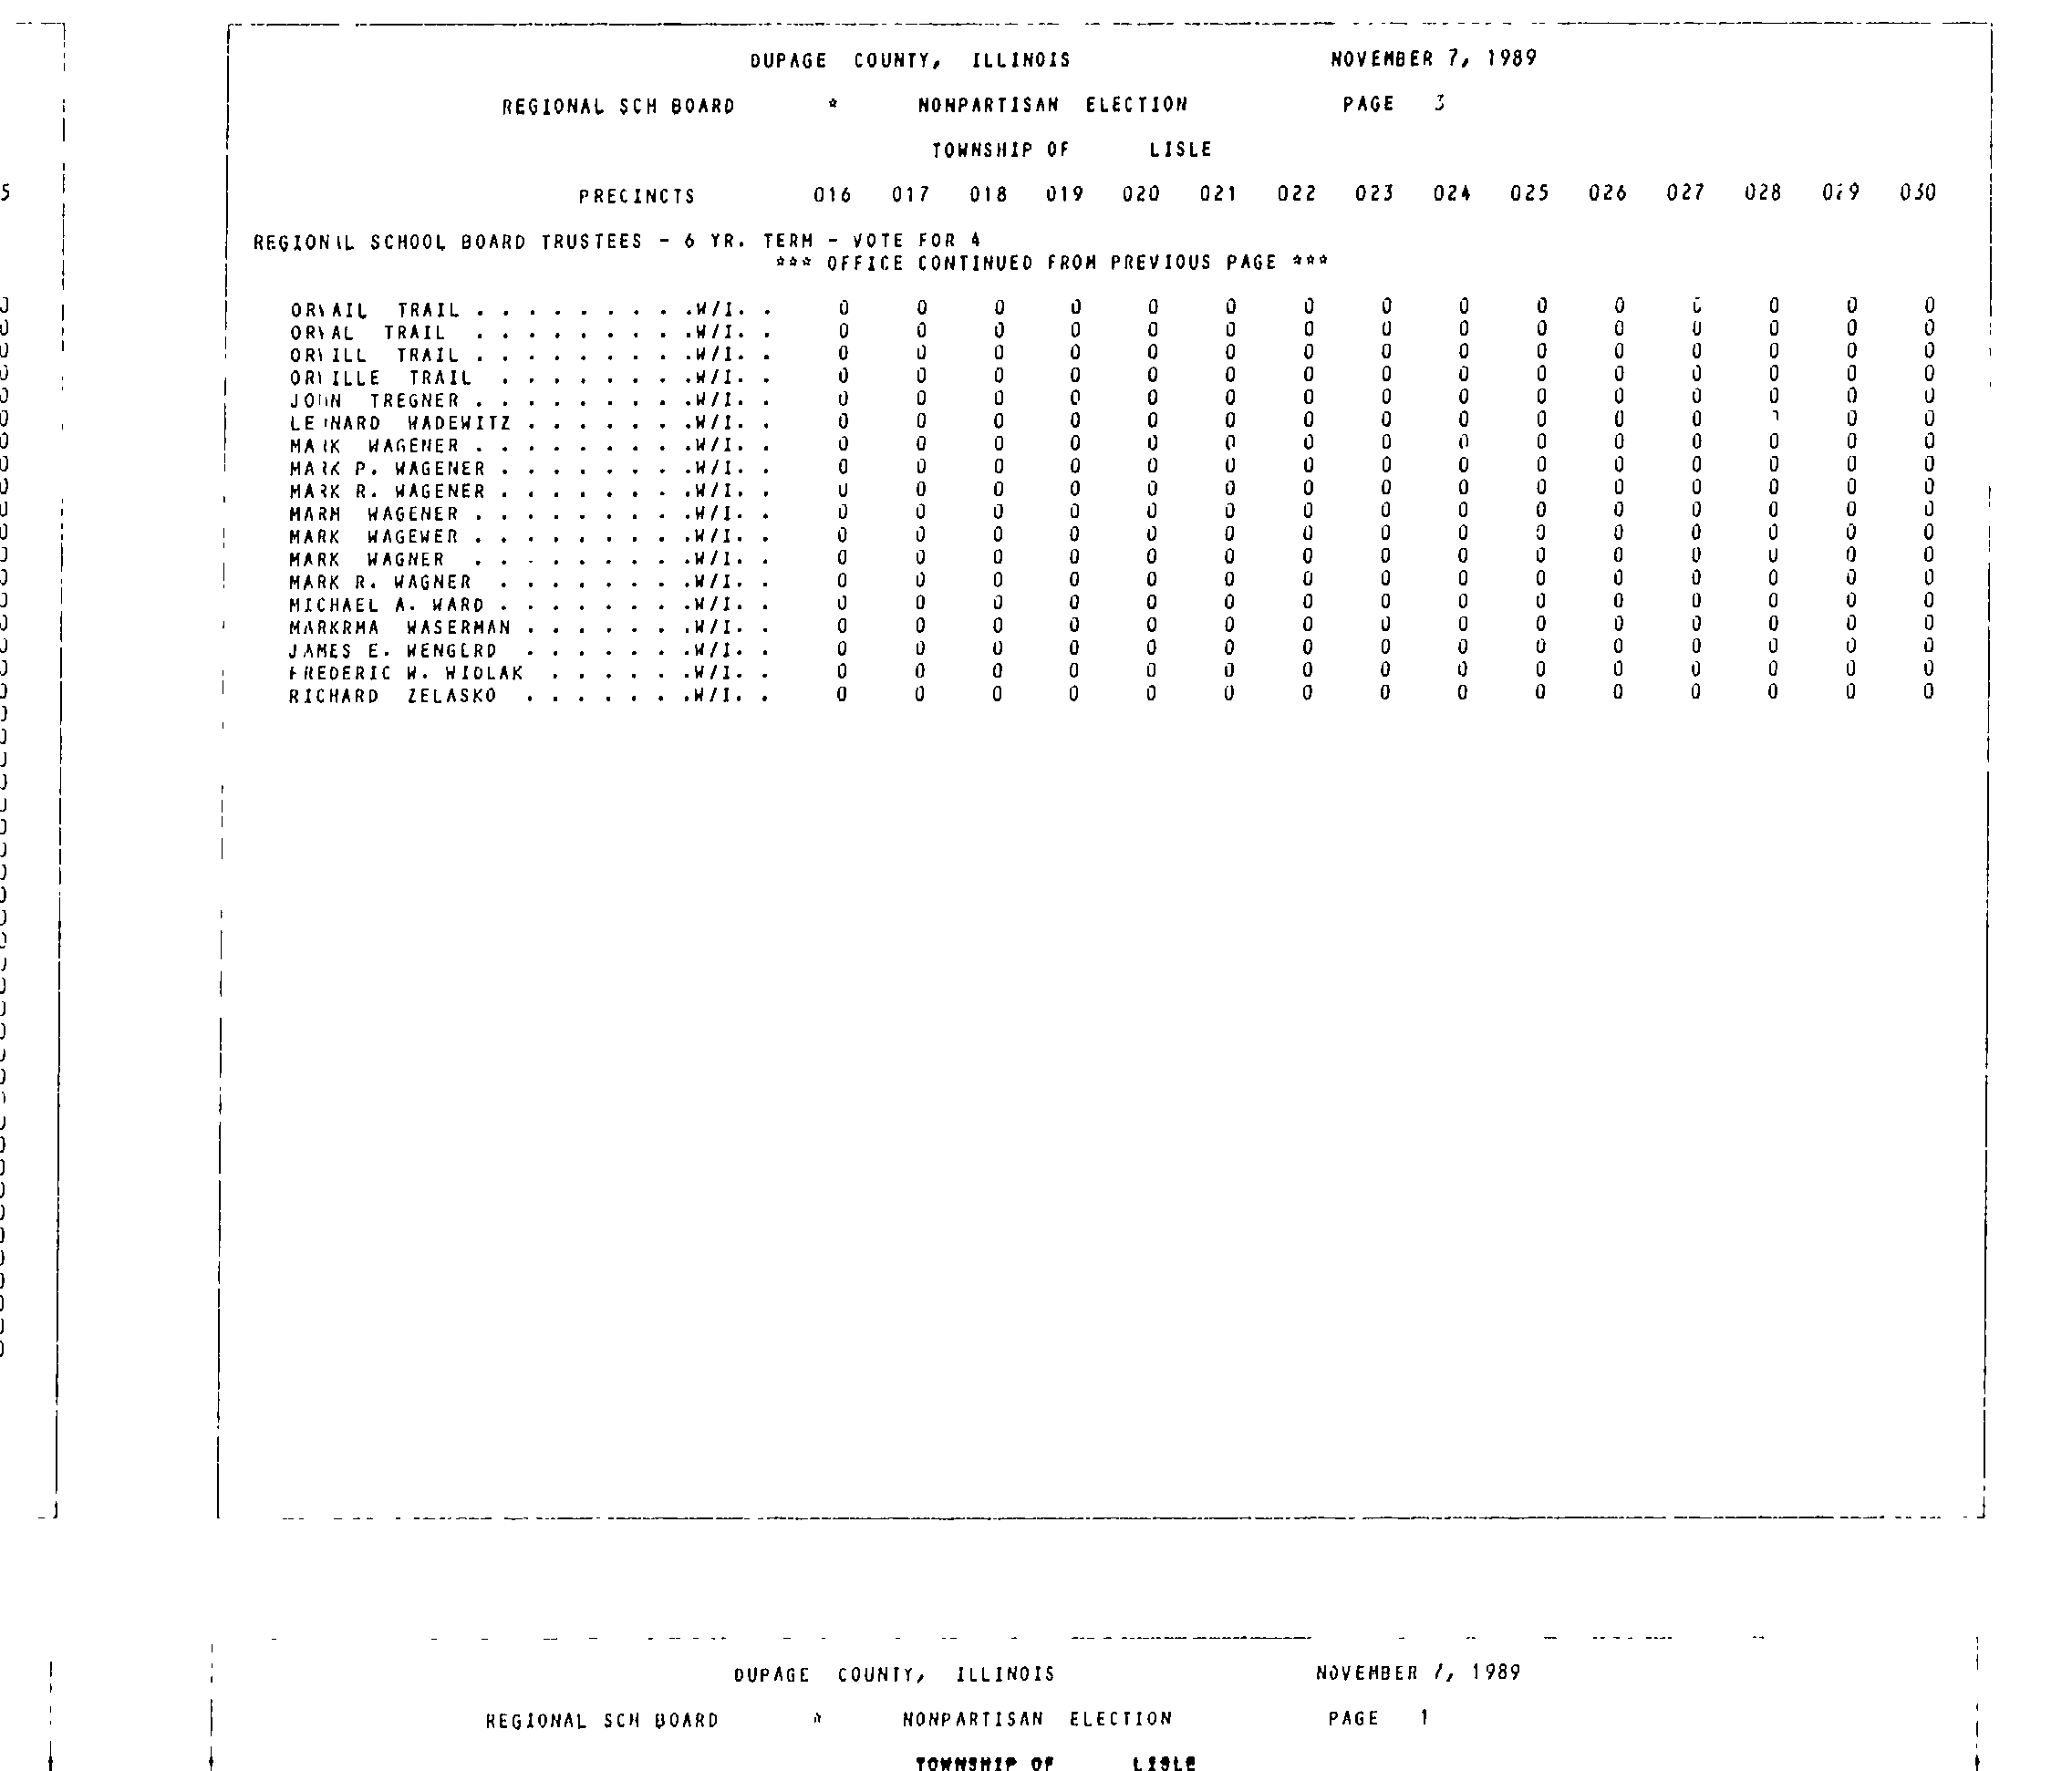 DUPAGE COUNTY, ILLINOIS NOVEMBER 7, 1989
REGIONAL SCH BOARD * NONPARTISAN ELECTION PAGE 3
TOWNSHIP OF LISLE
PRECINCTS 016 017 018 019 020 021 022 023 024 025 026 027 028 029 030
REGIONAL SCHOOL BOARD TRUSTEES - 6 YR. TERM - VOTE FOR 4
*** OFFICE CONTINUED FROM PREVIOUS PAGE ***
ORVAIL TRAIL . . . . . . . . .W/I. . 0 0 0 0 0 0 0 0 0 0 0 0 0 0 0
ORVAL TRAIL . . . . . . . . .W/I. . 0 0 0 0 0 0 0 0 0 0 0 0 0 0 0
ORVILL TRAIL . . . . . . . . .W/I. . 0 0 0 0 0 0 0 0 0 0 0 0 0 0 0
ORVILLE TRAIL . . . . . . . .W/I. . 0 0 0 0 0 0 0 0 0 0 0 0 0 0 0
JOHN TREGNER . . . . . . . . .W/I. . 0 0 0 0 0 0 0 0 0 0 0 0 0 0 0
LEONARD WADEWITZ . . . . . . .W/I. . 0 0 0 0 0 0 0 0 0 0 0 0 0 0 0
MARK WAGENER . . . . . . . . .W/I. . 0 0 0 0 0 0 0 0 0 0 0 0 0 0 0
MARK P. WAGENER . . . . . . . .W/I. . 0 0 0 0 0 0 0 0 0 0 0 0 0 0 0
MARK R. WAGENER . . . . . . . .W/I. . 0 0 0 0 0 0 0 0 0 0 0 0 0 0 0
MARM WAGENER . . . . . . . . .W/I. . 0 0 0 0 0 0 0 0 0 0 0 0 0 0 0
MARK WAGEWER . . . . . . . . .W/I. . 0 0 0 0 0 0 0 0 0 0 0 0 0 0 0
MARK WAGNER . . . . . . . . .W/I. . 0 0 0 0 0 0 0 0 0 0 0 0 0 0 0
MARK R. WAGNER . . . . . . . .W/I. . 0 0 0 0 0 0 0 0 0 0 0 0 0 0 0
MICHAEL A. WARD . . . . . . . .W/I. . 0 0 0 0 0 0 0 0 0 0 0 0 0 0 0
MARKRMA WASERMAN . . . . . . .W/I. . 0 0 0 0 0 0 0 0 0 0 0 0 0 0 0
JAMES E. WENGERD . . . . . . .W/I. . 0 0 0 0 0 0 0 0 0 0 0 0 0 0 0
FREDERIC W. WIDLAK . . . . . .W/I. . 0 0 0 0 0 0 0 0 0 0 0 0 0 0 0
RICHARD ZELASKO . . . . . . .W/I. . 0 0 0 0 0 0 0 0 0 0 0 0 0 0 0
DUPAGE COUNTY, ILLINOIS NOVEMBER 7, 1989
REGIONAL SCH BOARD * NONPARTISAN ELECTION PAGE 1
TOWNSHIP OF LISLE